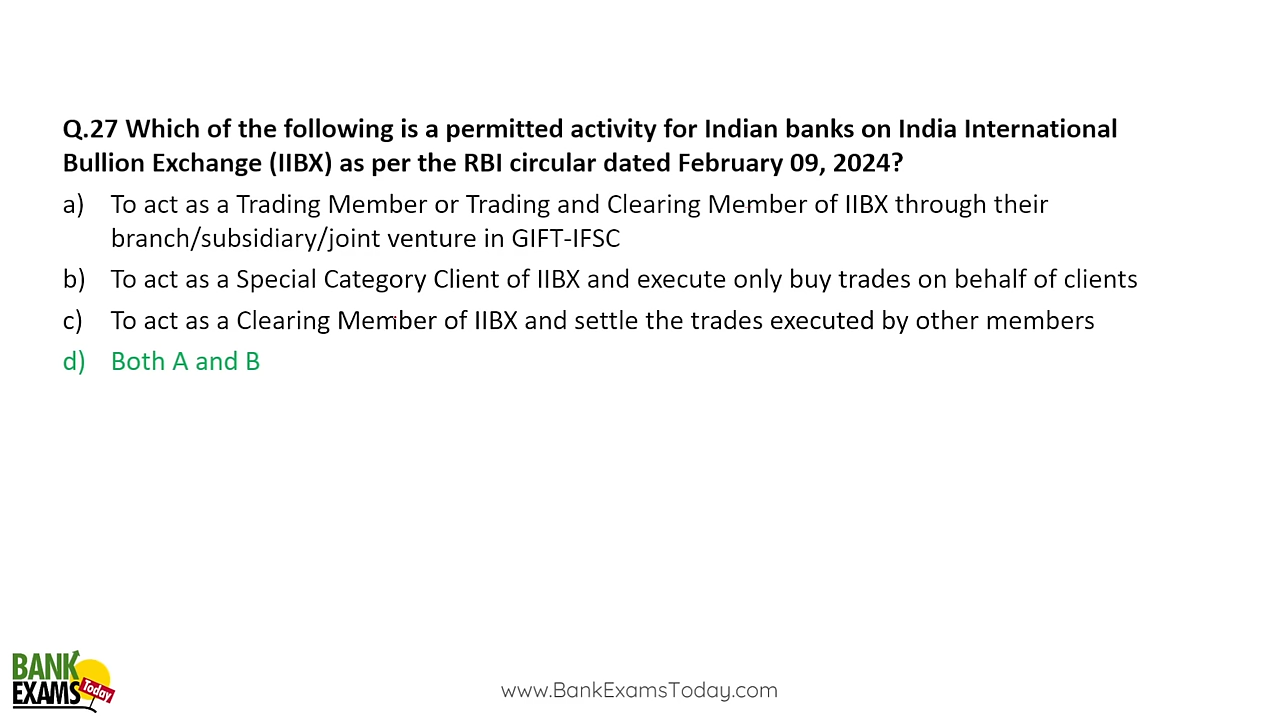 Q.27 Which of the following is a permitted activity for Indian banks on India International
Bullion Exchange (IIBX) as per the RBI circular dated February 09, 2024?
a) To act as a Trading Member or Trading and Clearing Member of IIBX through their
branch/subsidiary/joint venture in GIFT-IFSC
b) To act as a Special Category Client of IIBX and execute only buy trades on behalf of clients
c) To act as a Clearing Member of IIBX and settle the trades executed by other members
d) Both A and B
BANK
EXAMS Today
www.BankExamsToday.com